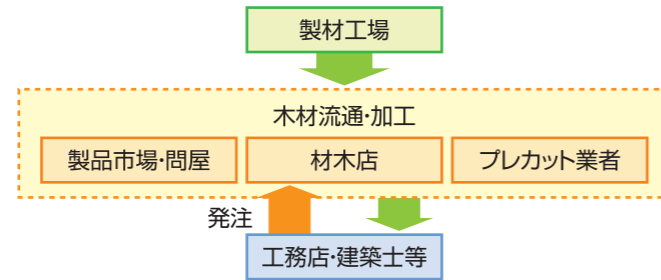 製材工場
木材流通・加工
製品市場・問屋
材木店
プレカット業者
発注
工務店・建築士等